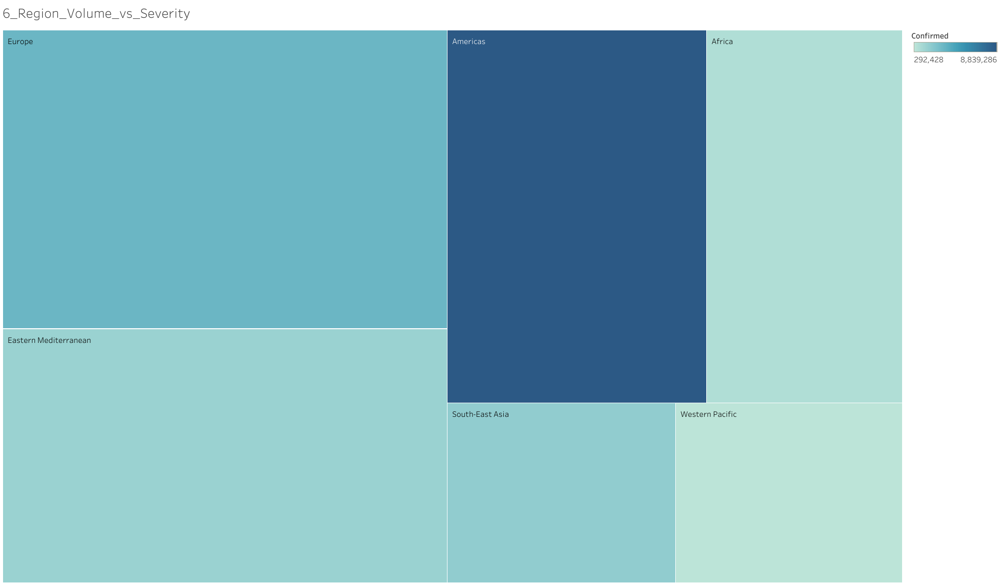 6_Region_Volume_vs_Severity
Europe
Americas
Africa
Confirmed
292,428 8,839,286
Eastern Mediterranean
South-East Asia
Western Pacific